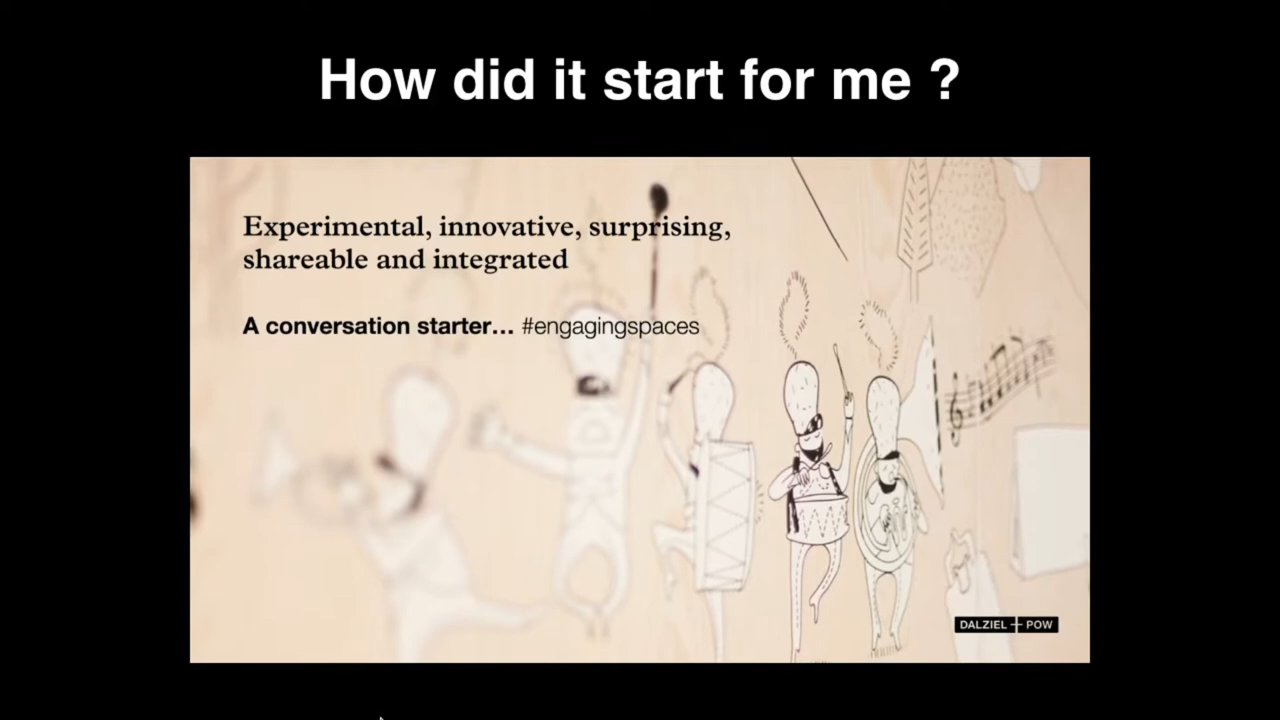 How did it start for me ?
Experimental, innovative, surprising,
shareable and integrated
A conversation starter... #engagingspaces
DALZIEL + POW